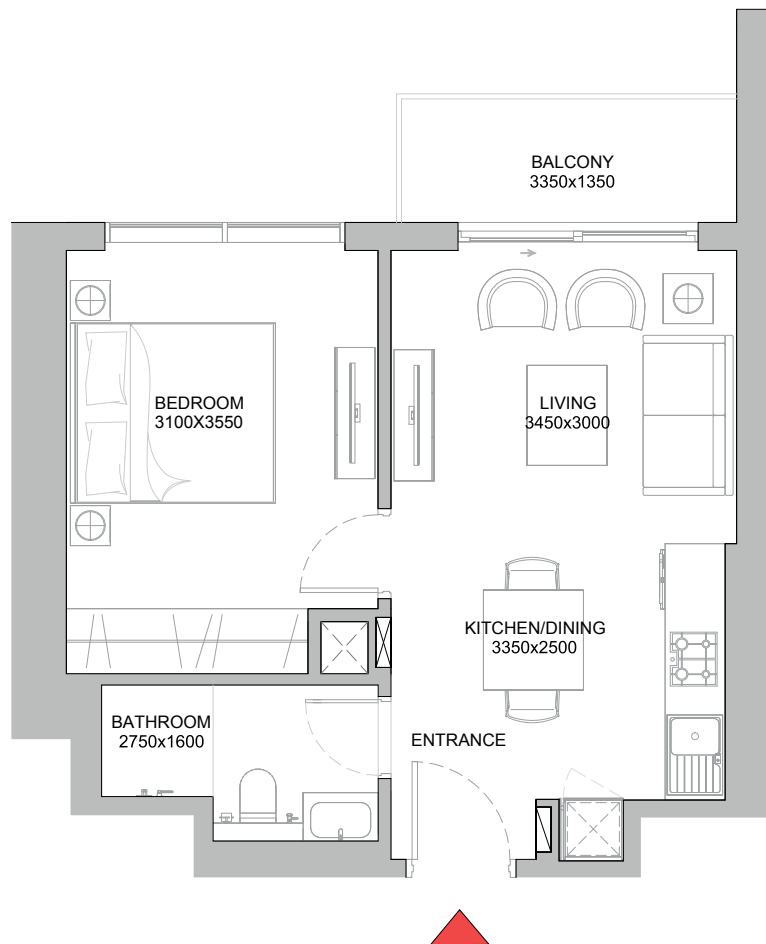 BALCONY
3350x1350
BEDROOM
3100X3550
LIVING
3450x3000
KITCHEN/DINING
3350x2500
BATHROOM
2750x1600
ENTRANCE